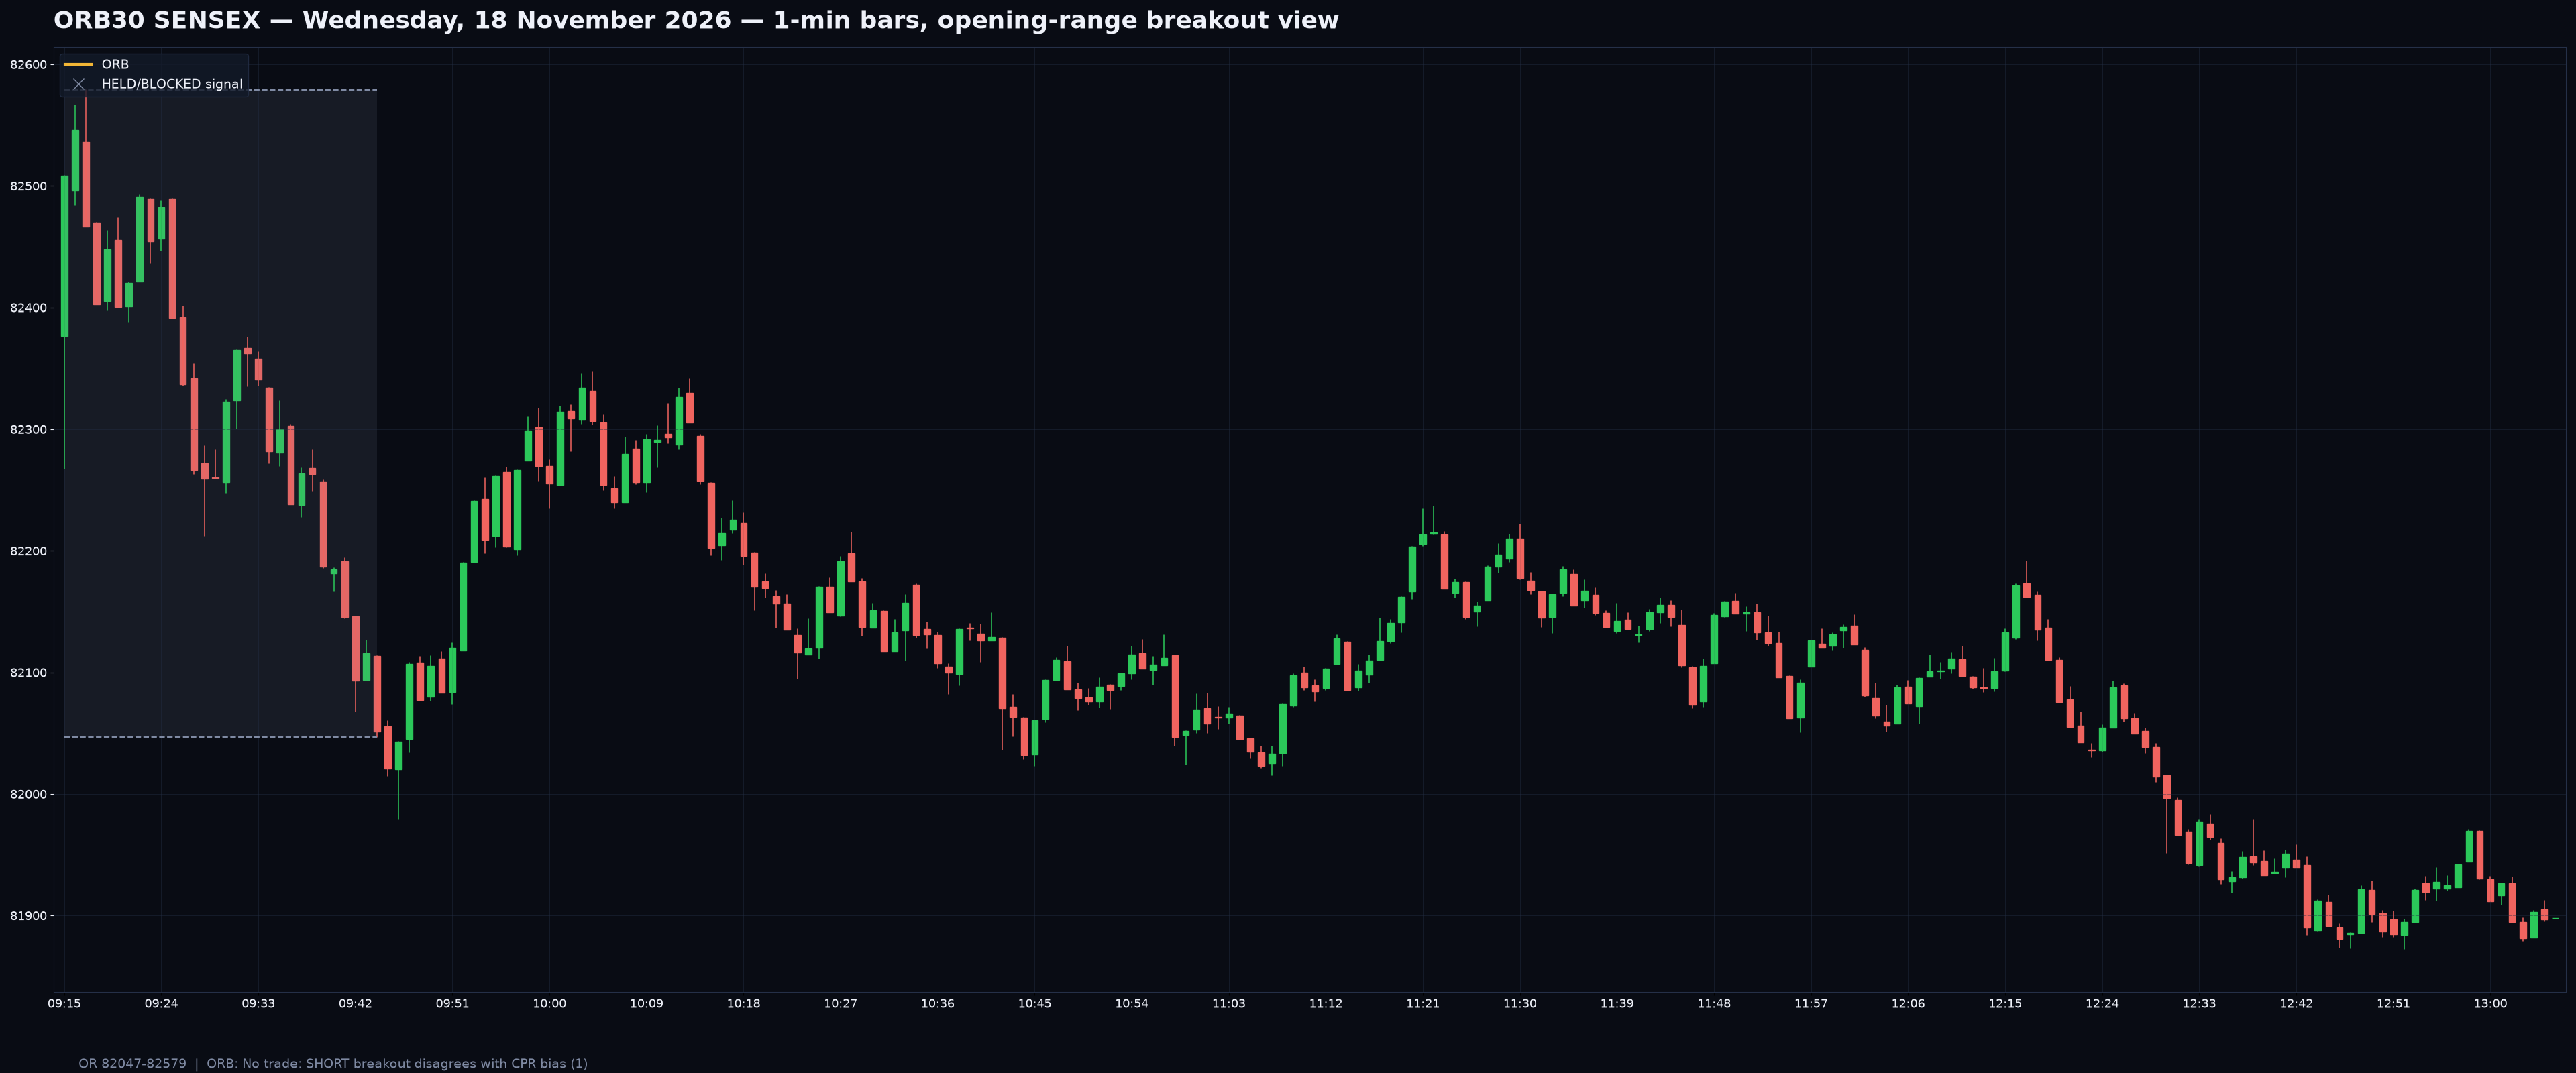 ORB30 SENSEX — Wednesday, 18 November 2026 — 1-min bars, opening-range breakout view
ORB
HELD/BLOCKED signal
82600
82500
82400
82300
82200
82100
82000
81900
09:15 09:24 09:33 09:42 09:51 10:00 10:09 10:18 10:27 10:36 10:45 10:54 11:03 11:12 11:21 11:30 11:39 11:48 11:57 12:06 12:15 12:24 12:33 12:42 12:51 13:00
OR 82047-82579 | ORB: No trade: SHORT breakout disagrees with CPR bias (1)